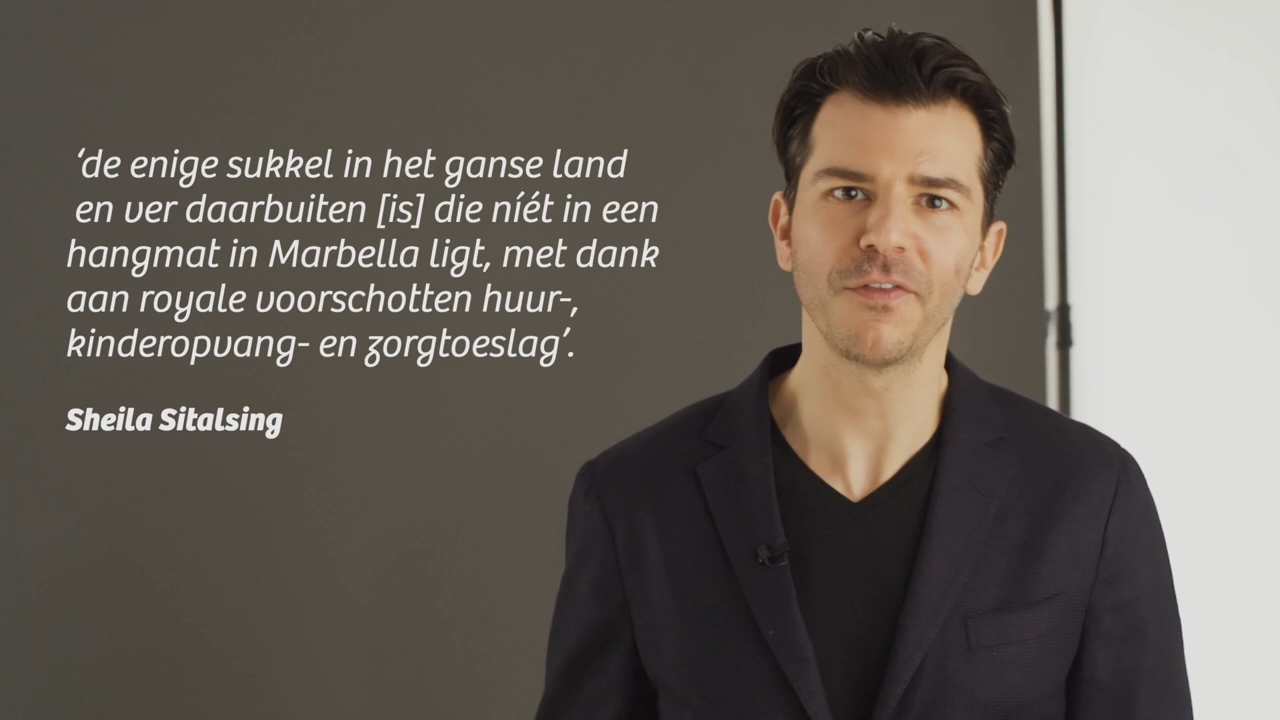 ‘de enige sukkel in het ganse land
en ver daarbuiten [is] die níét in een
hangmat in Marbella ligt, met dank
aan royale voorschotten huur-,
kinderopvang- en zorgtoeslag’.
Sheila Sitalsing